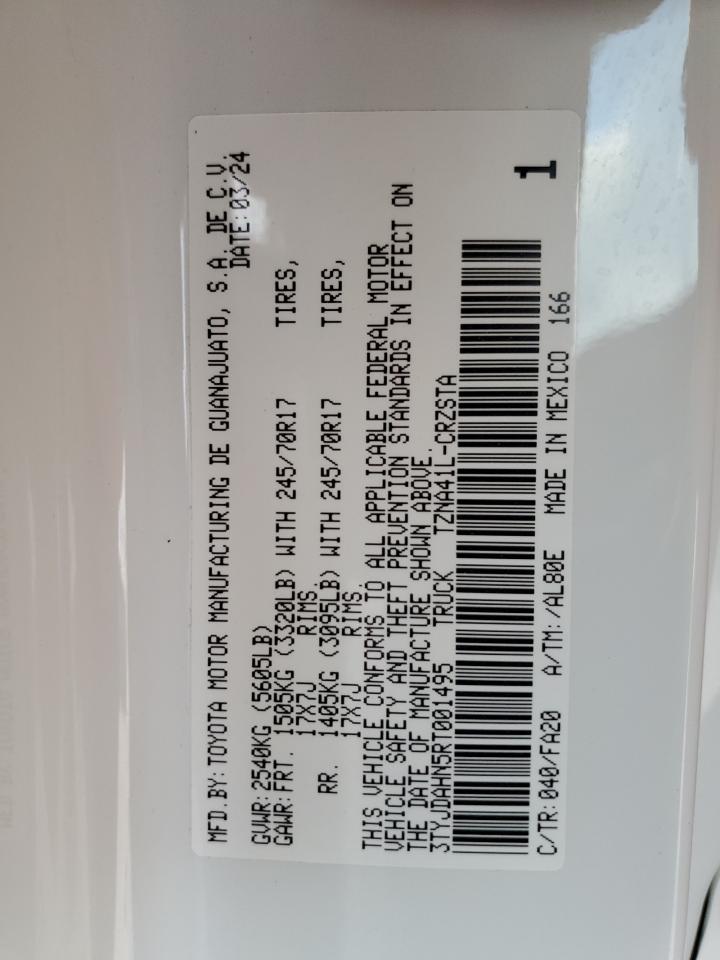 MFD.BY:TOYOTA MOTOR MANUFACTURING DE GUANAJUATO, S.A. DE C.V.
DATE:03/24
GVWR:2540KG (5605LB)
GAWR:FRT. 1505KG (3320LB) WITH 245/70R17 TIRES,
17X7J RIMS.
RR. 1405KG (3095LB) WITH 245/70R17 TIRES,
17X7J RIMS.
THIS VEHICLE CONFORMS TO ALL APPLICABLE FEDERAL MOTOR
VEHICLE SAFETY AND THEFT PREVENTION STANDARDS IN EFFECT ON
THE DATE OF MANUFACTURE SHOWN ABOVE.
3TYJDAHN5RT001495 TRUCK TZNA41L-CRZSTA
1
C/TR:040/FA20 A/TM:/AL80E MADE IN MEXICO 166